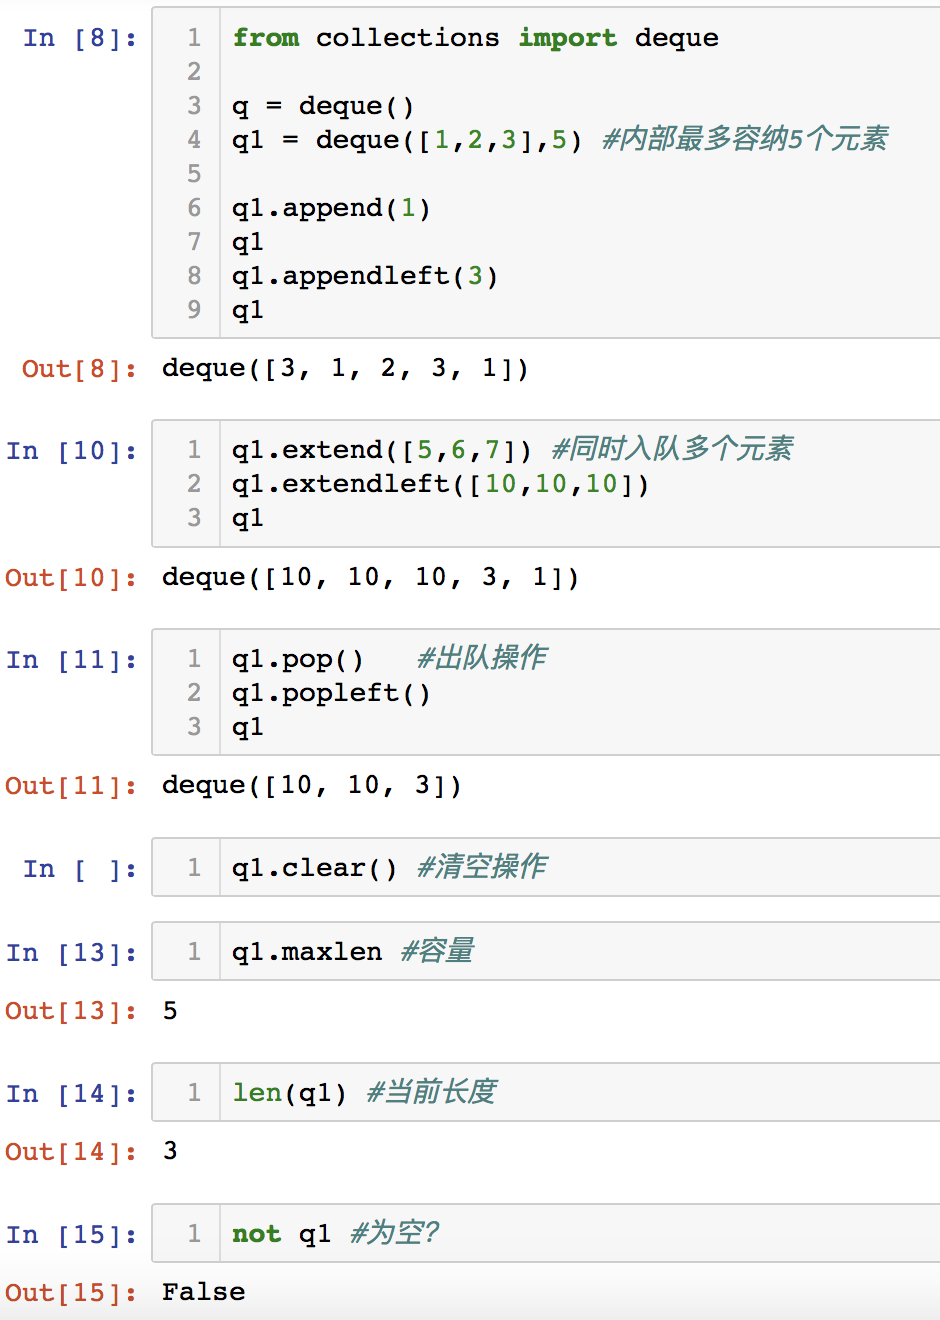 In [8]:
1 from collections import deque
2
3 q = deque()
4 q1 = deque([1,2,3],5) #内部最多容纳5个元素
5
6 q1.append(1)
7 q1
8 q1.appendleft(3)
9 q1
Out[8]: deque([3, 1, 2, 3, 1])
In [10]:
1 q1.extend([5,6,7]) #同时入队多个元素
2 q1.extendleft([10,10,10])
3 q1
Out[10]: deque([10, 10, 10, 3, 1])
In [11]:
1 q1.pop() #出队操作
2 q1.popleft()
3 q1
Out[11]: deque([10, 10, 3])
In [ ]:
1 q1.clear() #清空操作
In [13]:
1 q1.maxlen #容量
Out[13]: 5
In [14]:
1 len(q1) #当前长度
Out[14]: 3
In [15]:
1 not q1 #为空?
Out[15]: False